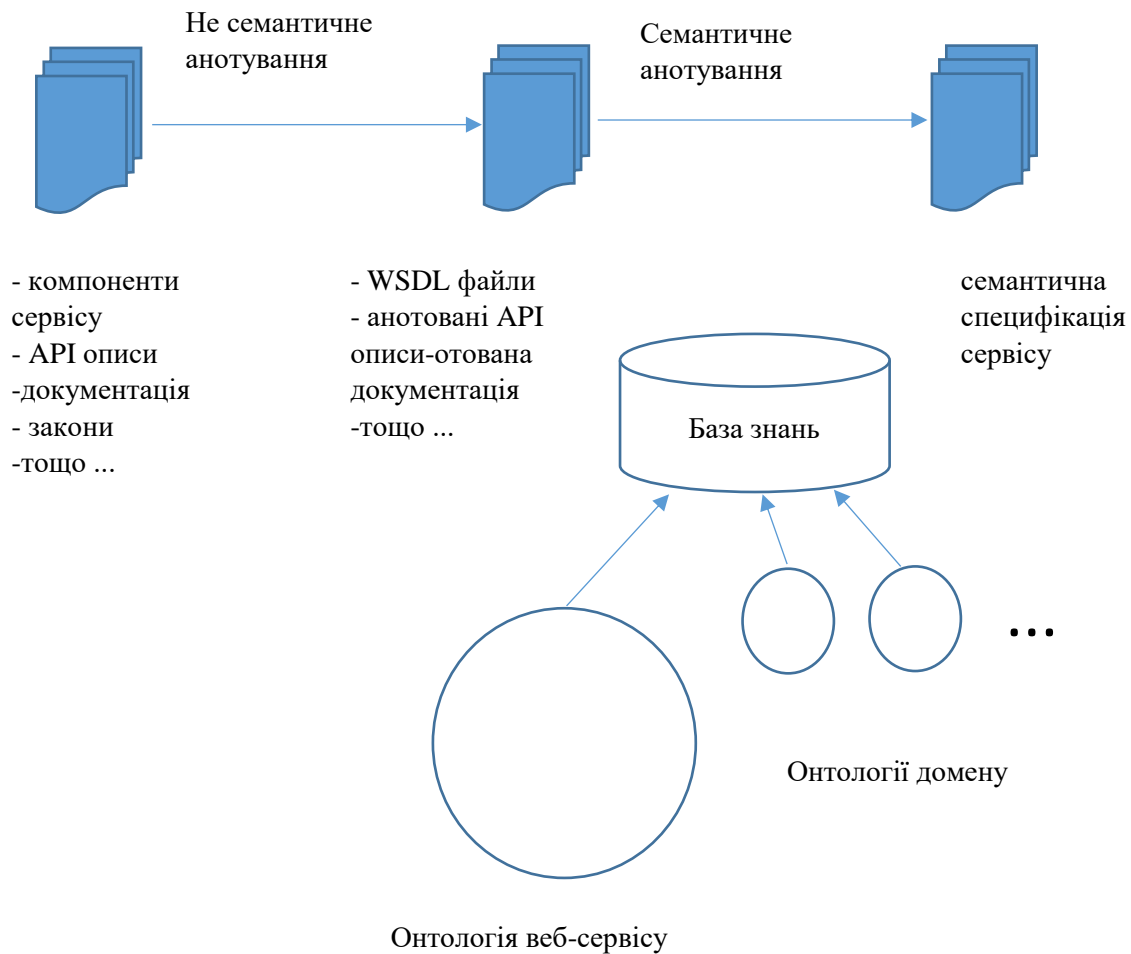 Не семантичне
анотування
Семантичне
анотування
- компоненти
сервісу
- API описи
-документація
- закони
-тощо ...
- WSDL файли
- анотовані API
описи-отована
документація
-тощо ...
семантична
специфікація
сервісу
База знань
...
Онтології домену
Онтологія веб-сервісу